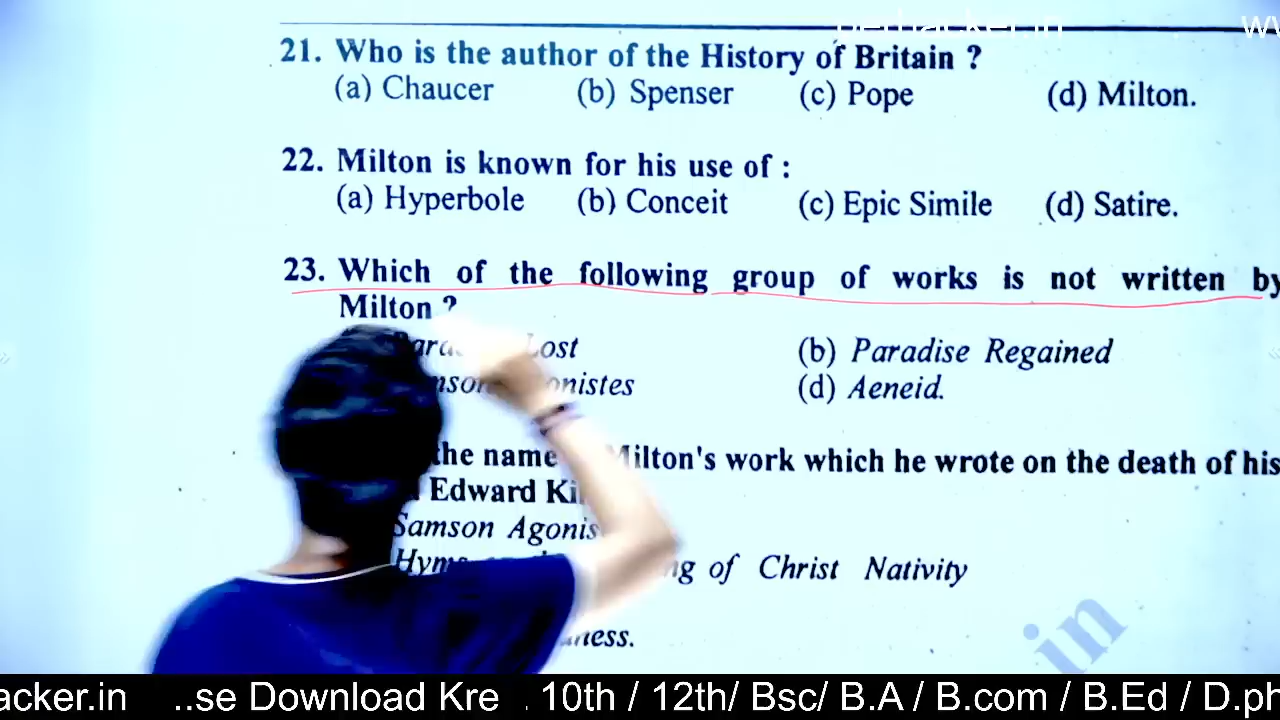 21. Who is the author of the History of Britain ?
(a) Chaucer (b) Spenser (c) Pope (d) Milton.
22. Milton is known for his use of :
(a) Hyperbole (b) Conceit (c) Epic Simile (d) Satire.
23. Which of the following group of works is not written by
Milton ?
Lost (b) Paradise Regained
(d) Aeneid.
the name Milton's work which he wrote on the death of his
Edward
Samson
of Christ Nativity
in
acker.in ..se Download Kre 10th / 12th/ Bsc/ B.A / B.com / B.Ed / D.ph